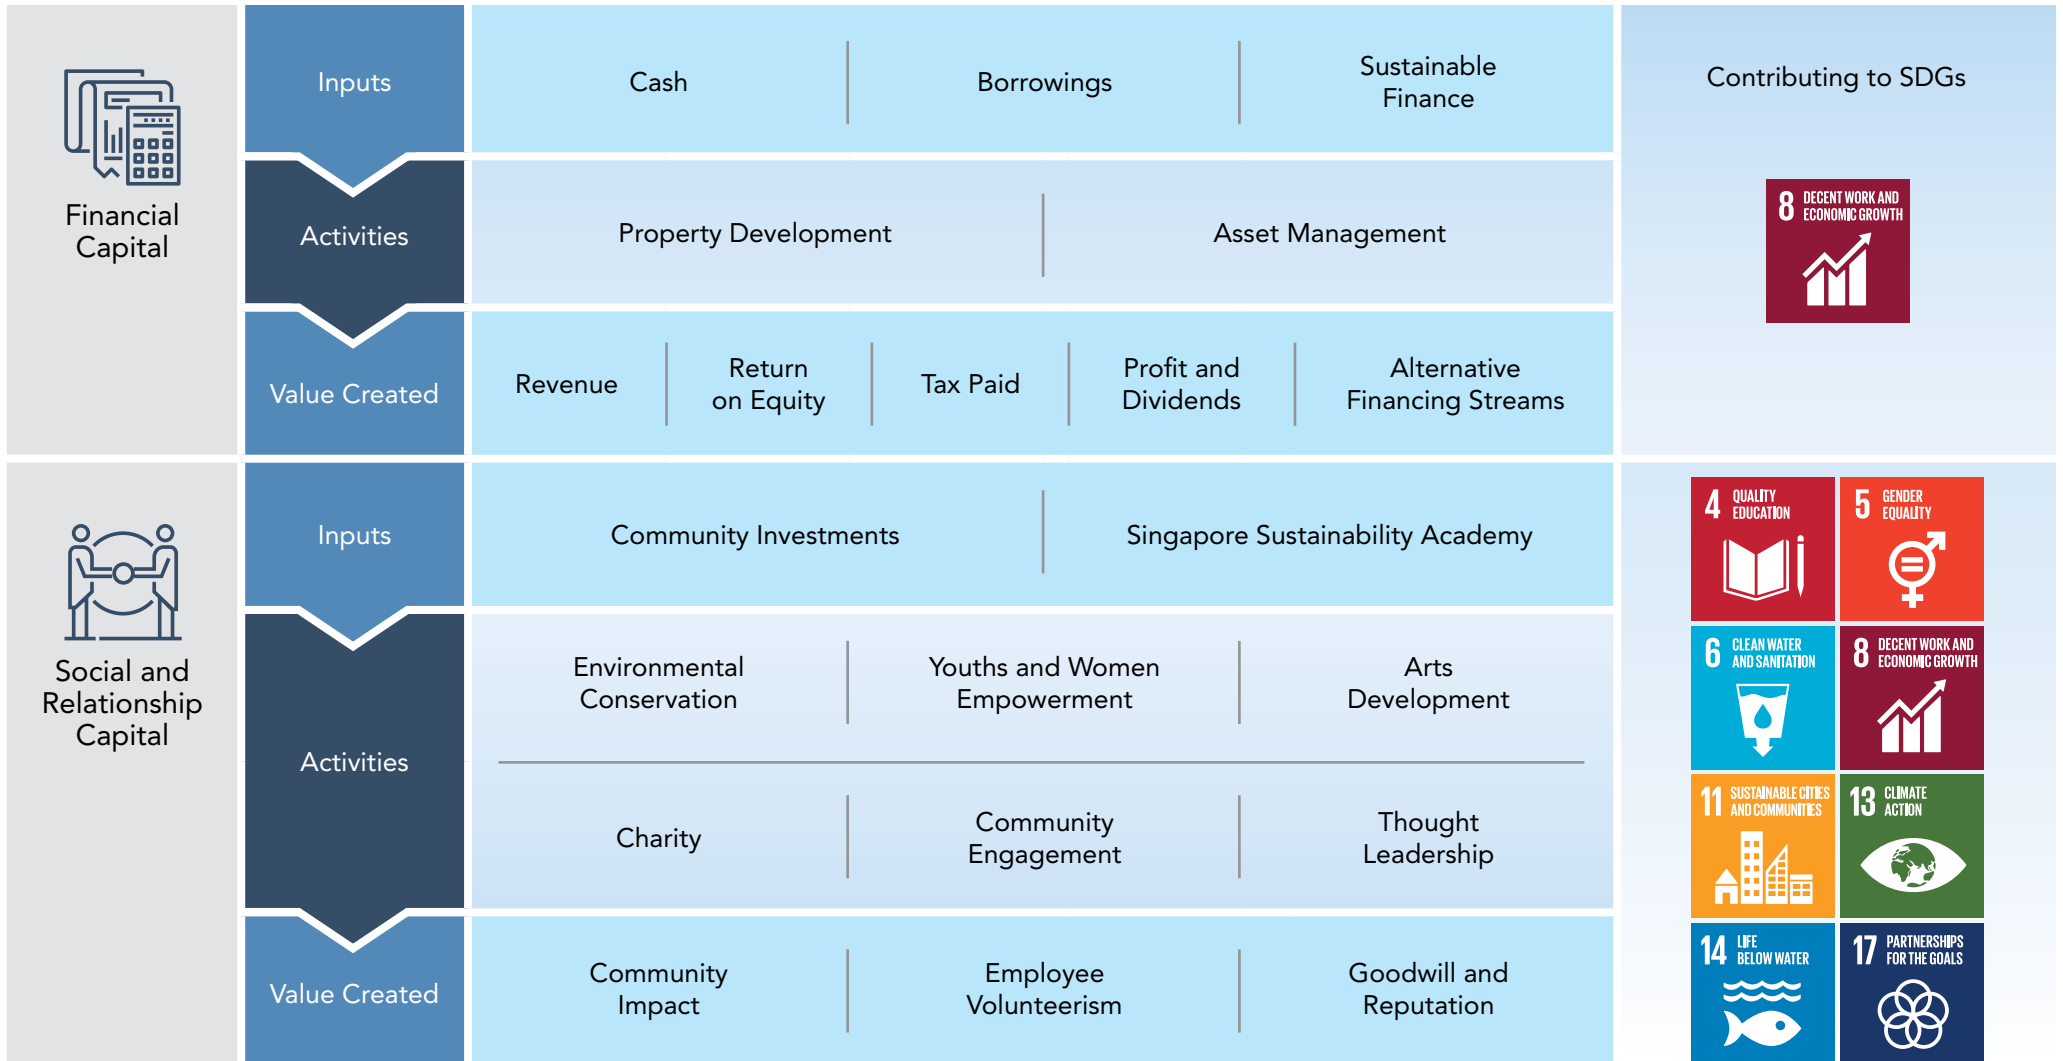 Financial
Capital
Inputs
Cash
Borrowings
Sustainable
Finance
Contributing to SDGs
Activities
Property Development
Asset Management
8 DECENT WORK AND
ECONOMIC GROWTH
Value Created
Revenue
Return
on Equity
Tax Paid
Profit and
Dividends
Alternative
Financing Streams
Social and
Relationship
Capital
Inputs
Community Investments
Singapore Sustainability Academy
Activities
Environmental
Conservation
Youths and Women
Empowerment
Arts
Development
Charity
Community
Engagement
Thought
Leadership
Value Created
Community
Impact
Employee
Volunteerism
Goodwill and
Reputation
4 QUALITY
EDUCATION
5 GENDER
EQUALITY
6 CLEAN WATER
AND SANITATION
8 DECENT WORK AND
ECONOMIC GROWTH
11 SUSTAINABLE CITIES
AND COMMUNITIES
13 CLIMATE
ACTION
14 LIFE
BELOW WATER
17 PARTNERSHIPS
FOR THE GOALS